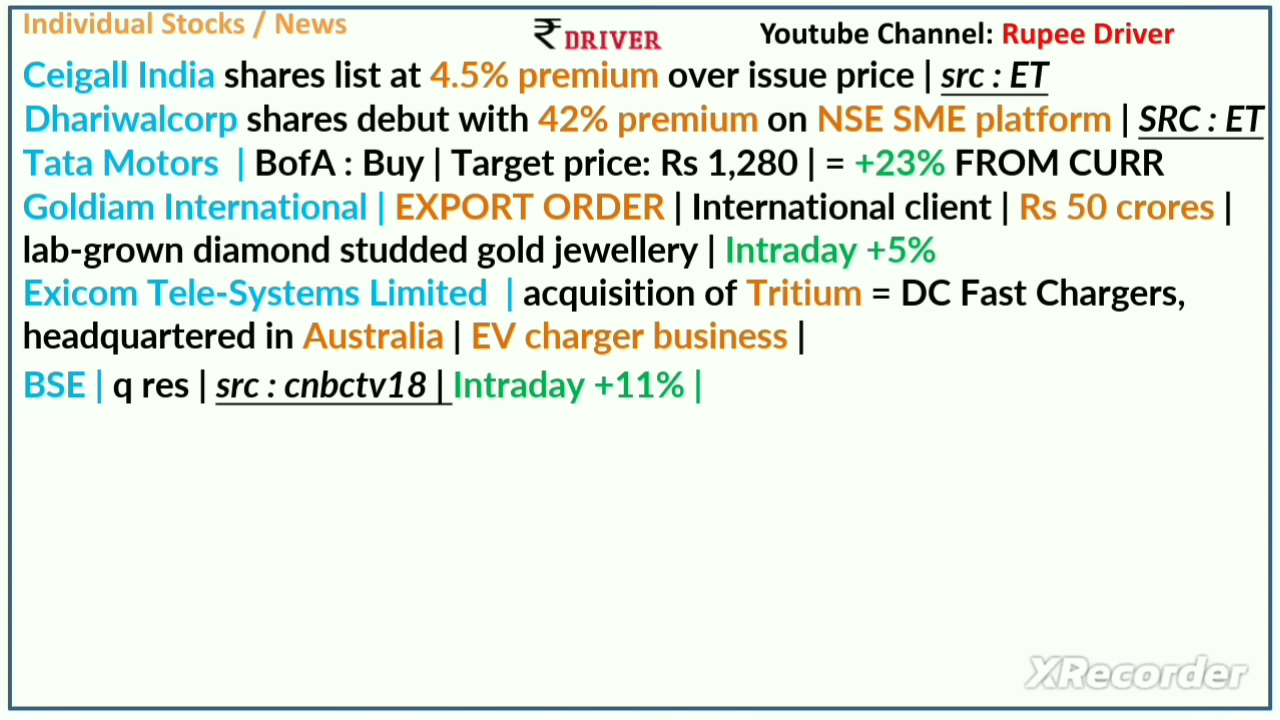 Individual Stocks / News
₹ DRIVER
Youtube Channel: Rupee Driver
Ceigall India shares list at 4.5% premium over issue price | src : ET
Dhariwalcorp shares debut with 42% premium on NSE SME platform | SRC : ET
Tata Motors | BofA : Buy | Target price: Rs 1,280 | = +23% FROM CURR
Goldiam International | EXPORT ORDER | International client | Rs 50 crores |
lab-grown diamond studded gold jewellery | Intraday +5%
Exicom Tele-Systems Limited | acquisition of Tritium = DC Fast Chargers,
headquartered in Australia | EV charger business |
BSE | q res | src : cnbctv18 | Intraday +11% |
XRecorder